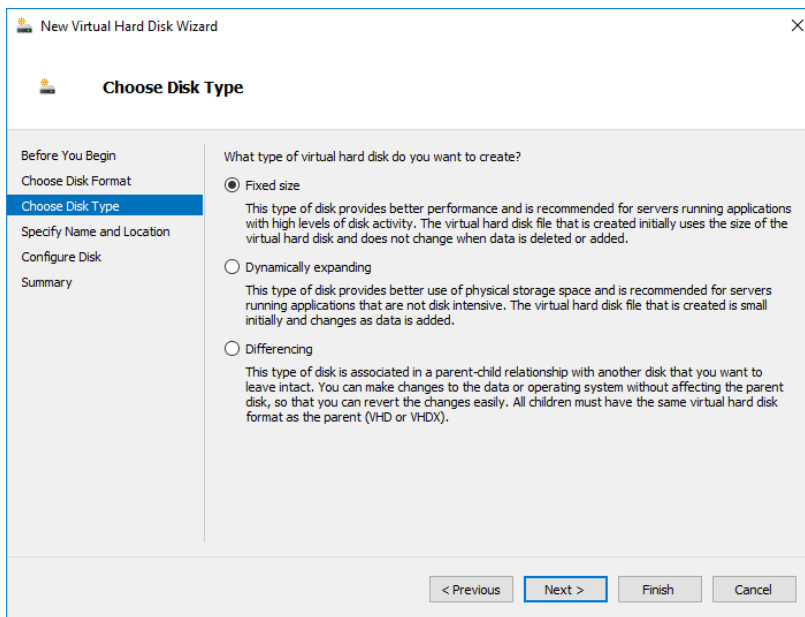 New Virtual Hard Disk Wizard
Choose Disk Type
Before You Begin
Choose Disk Format
Choose Disk Type
Specify Name and Location
Configure Disk
Summary
What type of virtual hard disk do you want to create?
Fixed size
This type of disk provides better performance and is recommended for servers running applications
with high levels of disk activity. The virtual hard disk file that is created initially uses the size of the
virtual hard disk and does not change when data is deleted or added.
Dynamically expanding
This type of disk provides better use of physical storage space and is recommended for servers
running applications that are not disk intensive. The virtual hard disk file that is created is small
initially and changes as data is added.
Differencing
This type of disk is associated in a parent-child relationship with another disk that you want to
leave intact. You can make changes to the data or operating system without affecting the parent
disk, so that you can revert the changes easily. All children must have the same virtual hard disk
format as the parent (VHD or VHDX).
< Previous
Next >
Finish
Cancel